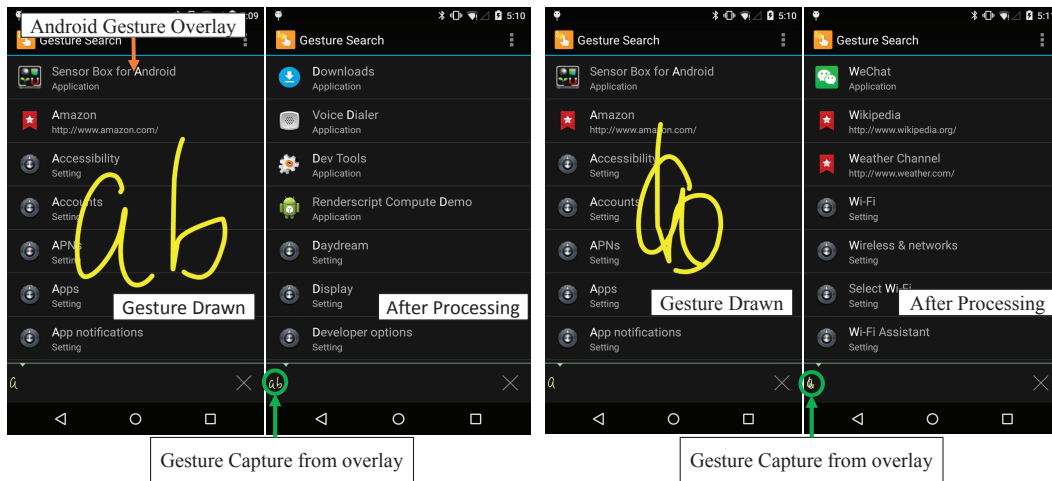 :09
Android Gesture Overlay
Gesture Search
Sensor Box for Android
Application
Amazon
http://www.amazon.com/
Accessibility
Setting
Accounts
Setting
APNs
Setting
Apps
Setting
App notifications
Setting
ab
Gesture Drawn
a
5:10
Gesture Search
Downloads
Application
Voice Dialer
Application
Dev Tools
Application
Renderscript Compute Demo
Application
Daydream
Setting
Display
Setting
Developer options
Setting
After Processing
ab
Gesture Capture from overlay
5:10
Gesture Search
Sensor Box for Android
Application
Amazon
http://www.amazon.com/
Accessibility
Setting
Accounts
Setting
APNs
Setting
Apps
Setting
App notifications
Setting
Gesture Drawn
a
5:1
Gesture Search
WeChat
Application
Wikipedia
http://www.wikipedia.org/
Weather Channel
http://www.weather.com/
Wi-Fi
Setting
Wireless & networks
Setting
Select Wi-Fi
Setting
Wi-Fi Assistant
Setting
After Processing
Gesture Capture from overlay